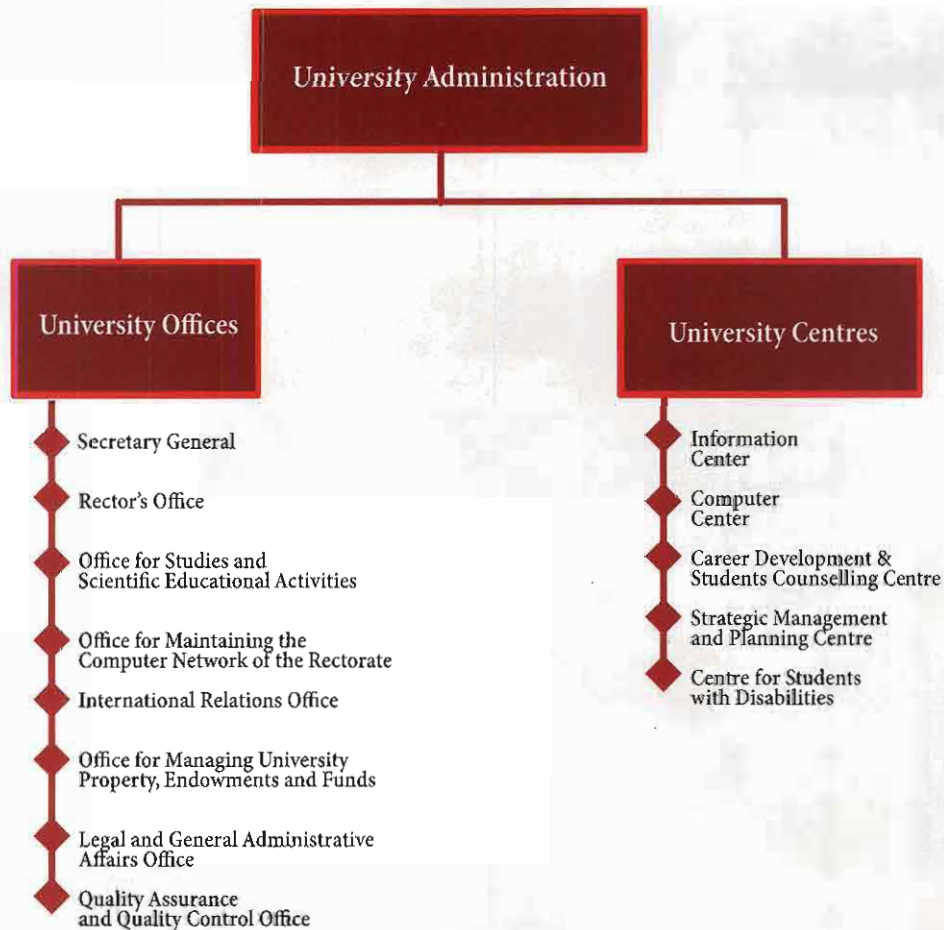 University Administration
University Offices
Secretary General
Rector's Office
Office for Studies and
Scientific Educational Activities
Office for Maintaining the
Computer Network of the Rectorate
International Relations Office
Office for Managing University
Property, Endowments and Funds
Legal and General Administrative
Affairs Office
Quality Assurance
and Quality Control Office
University Centres
Information
Center
Computer
Center
Career Development &
Students Counselling Centre
Strategic Management
and Planning Centre
Centre for Students
with Disabilities